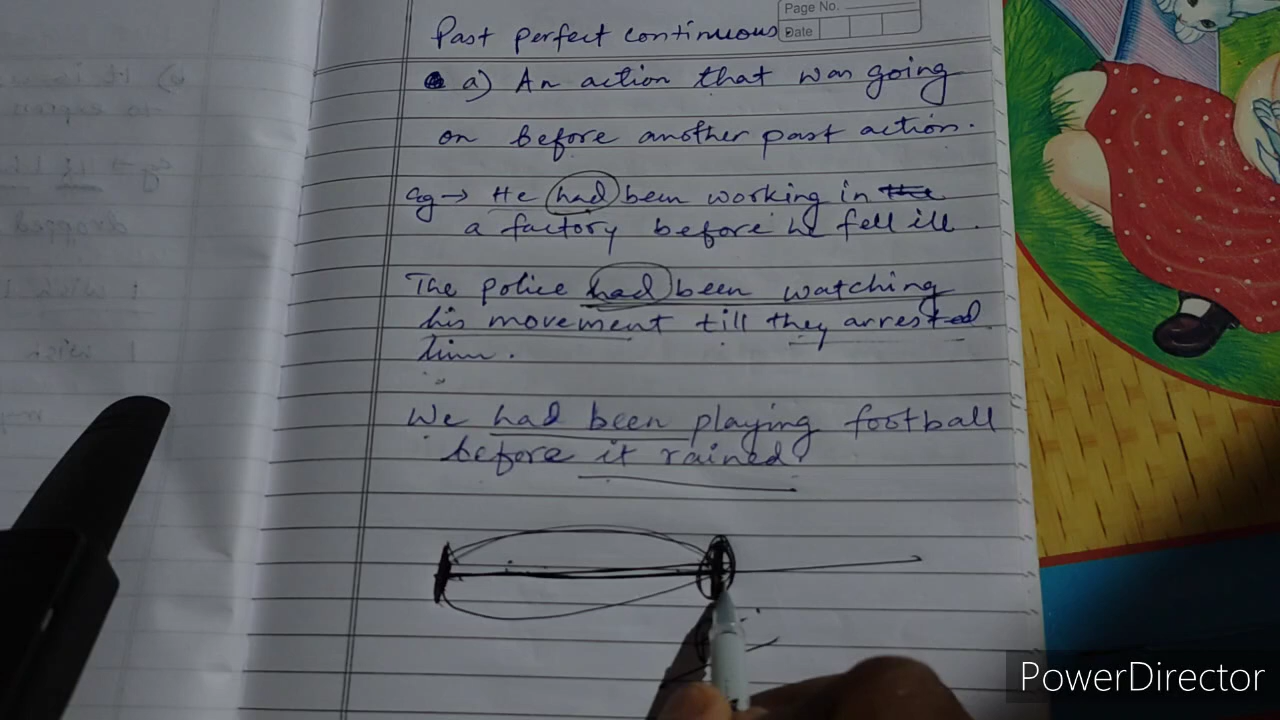 Page No.
Date
Past perfect continuous
a) An action that was going
on before another past action.
eg → He had been working in the
a factory before he fell ill.
The police had been watching
his movement till they arrested
him.
We had been playing football
before it rained.
PowerDirector